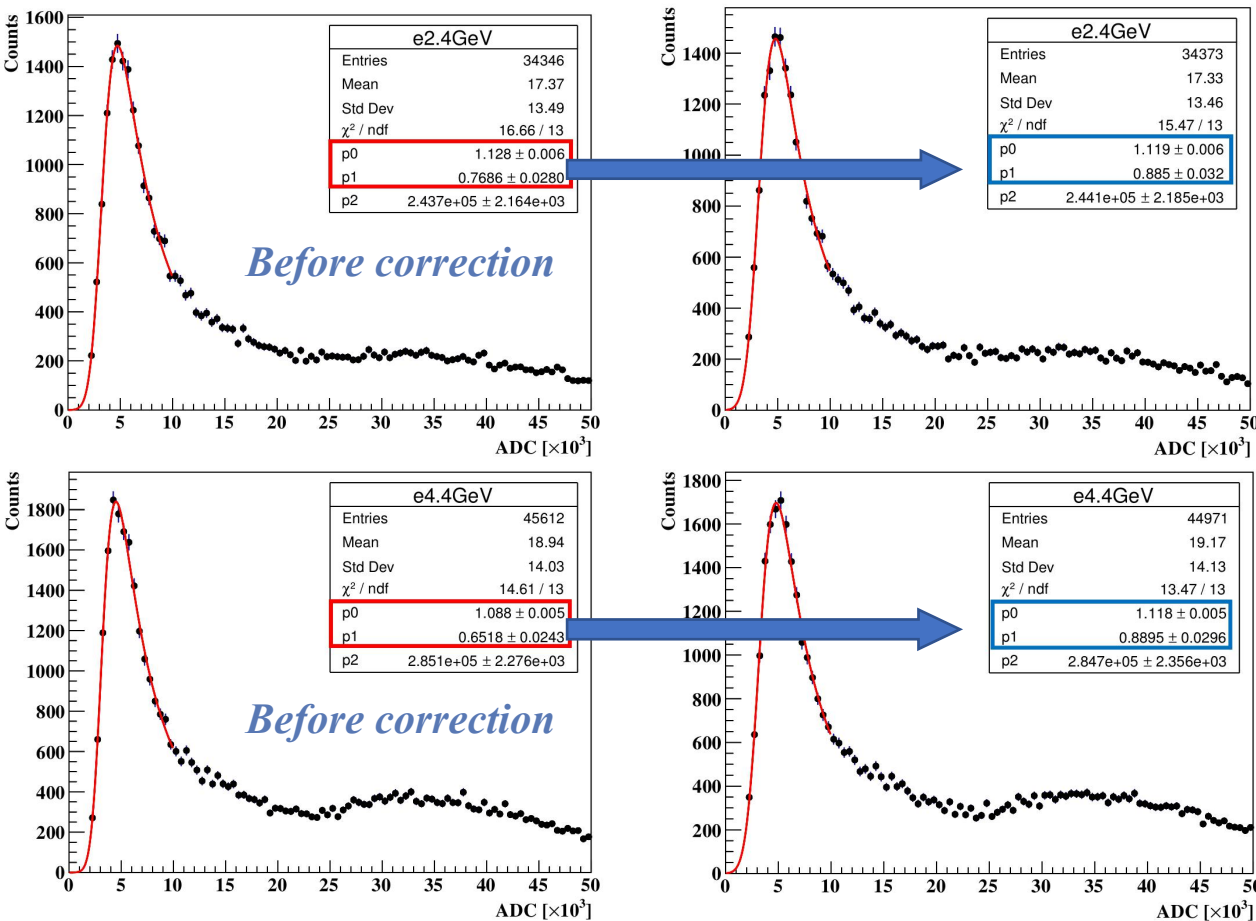 Counts
1600
1400
1200
1000
800
600
400
200
0
0 5 10 15 20 25 30 35 40 45 50
ADC [×10³]
e2.4GeV
Entries 34346
Mean 17.37
Std Dev 13.49
χ² / ndf 16.66 / 13
p0 1.128 ± 0.006
p1 0.7686 ± 0.0280
p2 2.437e+05 ± 2.164e+03
Before correction
Counts
1400
1200
1000
800
600
400
200
0
0 5 10 15 20 25 30 35 40 45 50
ADC [×10³]
e2.4GeV
Entries 34373
Mean 17.33
Std Dev 13.46
χ² / ndf 15.47 / 13
p0 1.119 ± 0.006
p1 0.885 ± 0.032
p2 2.441e+05 ± 2.185e+03
Counts
1800
1600
1400
1200
1000
800
600
400
200
0
0 5 10 15 20 25 30 35 40 45 50
ADC [×10³]
e4.4GeV
Entries 45612
Mean 18.94
Std Dev 14.03
χ² / ndf 14.61 / 13
p0 1.088 ± 0.005
p1 0.6518 ± 0.0243
p2 2.851e+05 ± 2.276e+03
Before correction
Counts
1800
1600
1400
1200
1000
800
600
400
200
0
0 5 10 15 20 25 30 35 40 45 50
ADC [×10³]
e4.4GeV
Entries 44971
Mean 19.17
Std Dev 14.13
χ² / ndf 13.47 / 13
p0 1.118 ± 0.005
p1 0.8895 ± 0.0296
p2 2.847e+05 ± 2.356e+03